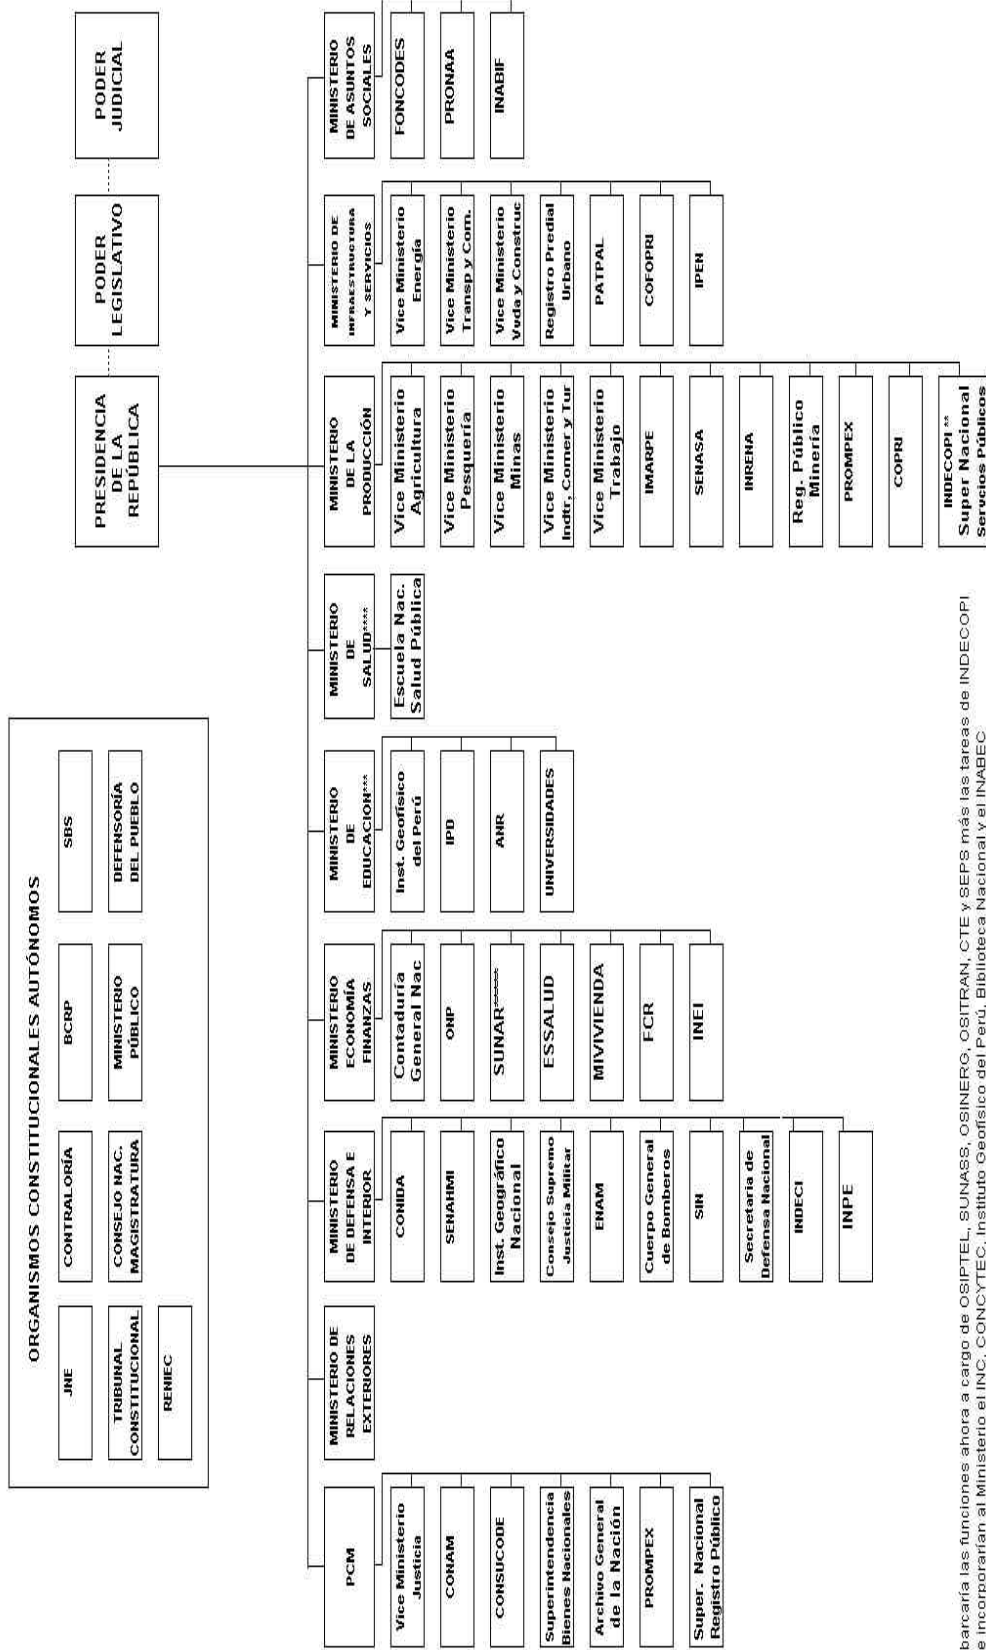 PRESIDENCIA
DE LA
REPÚBLICA
PODER
LEGISLATIVO
PODER
JUDICIAL
ORGANISMOS CONSTITUCIONALES AUTÓNOMOS
JNE
CONTRALORÍA
BCRP
SBS
TRIBUNAL
CONSTITUCIONAL
CONSEJO NAC.
MAGISTRATURA
MINISTERIO
PÚBLICO
DEFENSORÍA
DEL PUEBLO
RENIEC
PCM
Vice Ministerio
Justicia
CONAM
CONSUCODE
Superintendencia
Bienes Nacionales
Archivo General
de la Nación
PROMPEX
Super. Nacional
Registro Público
MINISTERIO DE
RELACIONES
EXTERIORES
MINISTERIO
DE DEFENSA E
INTERIOR
CONIDA
SENAHMI
Inst. Geográfico
Nacional
Consejo Supremo
Justicia Militar
ENAM
Cuerpo General
de Bomberos
SIN
Secretaria de
Defensa Nacional
INDECI
INPE
MINISTERIO
ECONOMÍA
FINANZAS
Contaduría
General Nac
ONP
SUNAR******
ESSALUD
MIVIVIENDA
FCR
INEI
MINISTERIO
DE
EDUCACION***
Inst. Geofísico
del Perú
IPD
ANR
UNIVERSIDADES
MINISTERIO
DE
SALUD****
Escuela Nac.
Salud Pública
MINISTERIO
DE LA
PRODUCCIÓN
Vice Ministerio
Agricultura
Vice Ministerio
Pesquería
Vice Ministerio
Minas
Vice Ministerio
Indtr, Comer y Tur
Vice Ministerio
Trabajo
IMARPE
SENASA
INRENA
Reg. Público
Minería
PROMPEX
COPRI
INDECOPI **
Super Nacional
Servcios Públicos
MINISTERIO DE
INFRAESTRUCTURA
Y SERVICIOS
Vice Ministerio
Energía
Vice Ministerio
Transp y Com.
Vice Ministerio
Vvda y Construc
Registro Predial
Urbano
PATPAL
COFOPRI
IPEN
MINISTERIO
DE ASUNTOS
SOCIALES
FONCODES
PRONAA
INABIF
barcaría las funciones ahora a cargo de OSIPTEL, SUNASS, OSINERG, OSITRAN, CTE y SEPS más las tareas de INDECOPI
e incorporarían al Ministerio el INC, CONCYTEC, Instituto Geofísico del Perú, Biblioteca Nacional y el INABEC